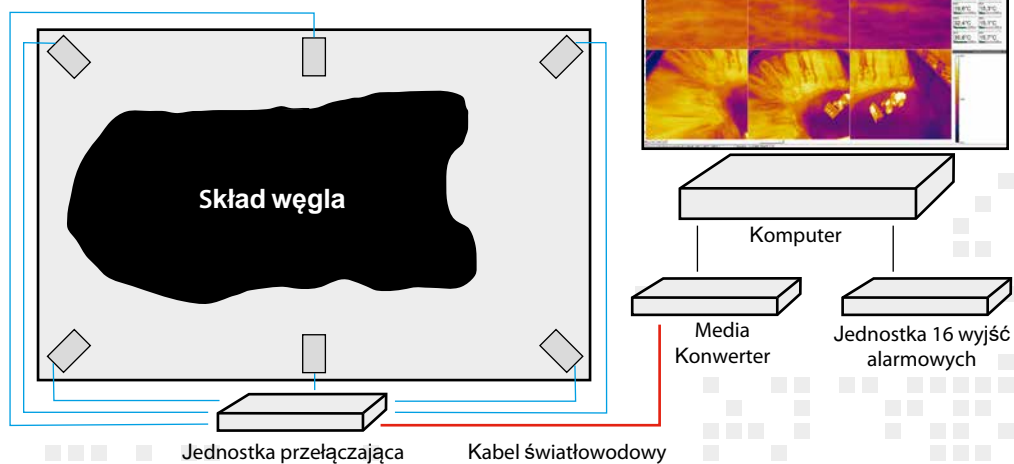 Skład węgla
Komputer
Media
Konwerter
Jednostka 16 wyjść
alarmowych
Jednostka przełączająca
Kabel światłowodowy